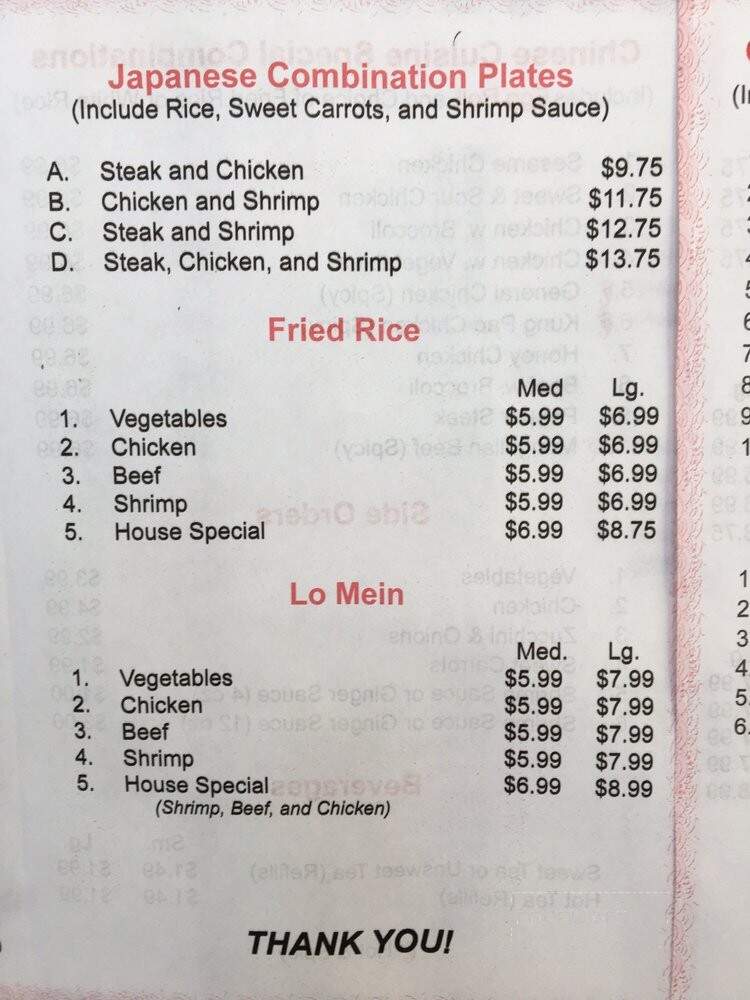 Japanese Combination Plates
(Include Rice, Sweet Carrots, and Shrimp Sauce)
A. Steak and Chicken $9.75
B. Chicken and Shrimp $11.75
C. Steak and Shrimp $12.75
D. Steak, Chicken, and Shrimp $13.75
Fried Rice
Med Lg.
1. Vegetables $5.99 $6.99
2. Chicken $5.99 $6.99
3. Beef $5.99 $6.99
4. Shrimp $5.99 $6.99
5. House Special $6.99 $8.75
Lo Mein
Med. Lg.
1. Vegetables $5.99 $7.99
2. Chicken $5.99 $7.99
3. Beef $5.99 $7.99
4. Shrimp $5.99 $7.99
5. House Special $6.99 $8.99
(Shrimp, Beef, and Chicken)
THANK YOU!